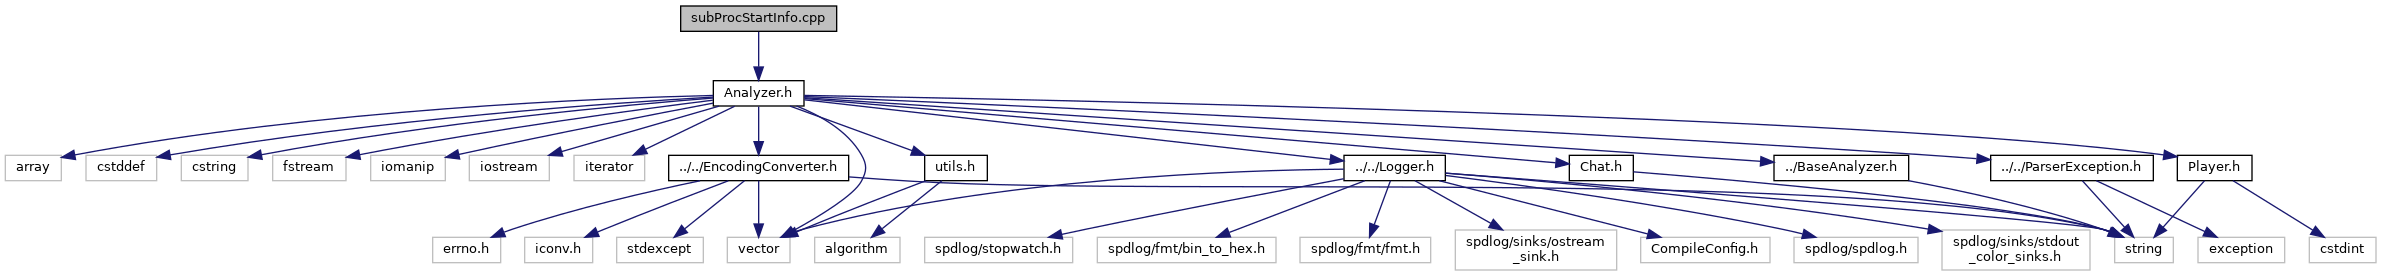 subProcStartInfo.cpp
Analyzer.h
array
cstddef
cstring
fstream
iomanip
iostream
iterator
../../EncodingConverter.h
utils.h
../../Logger.h
Chat.h
../BaseAnalyzer.h
../../ParserException.h
Player.h
errno.h
iconv.h
stdexcept
vector
algorithm
spdlog/stopwatch.h
spdlog/fmt/bin_to_hex.h
spdlog/fmt/fmt.h
spdlog/sinks/ostream
_sink.h
CompileConfig.h
spdlog/spdlog.h
spdlog/sinks/stdout
_color_sinks.h
string
exception
cstdint